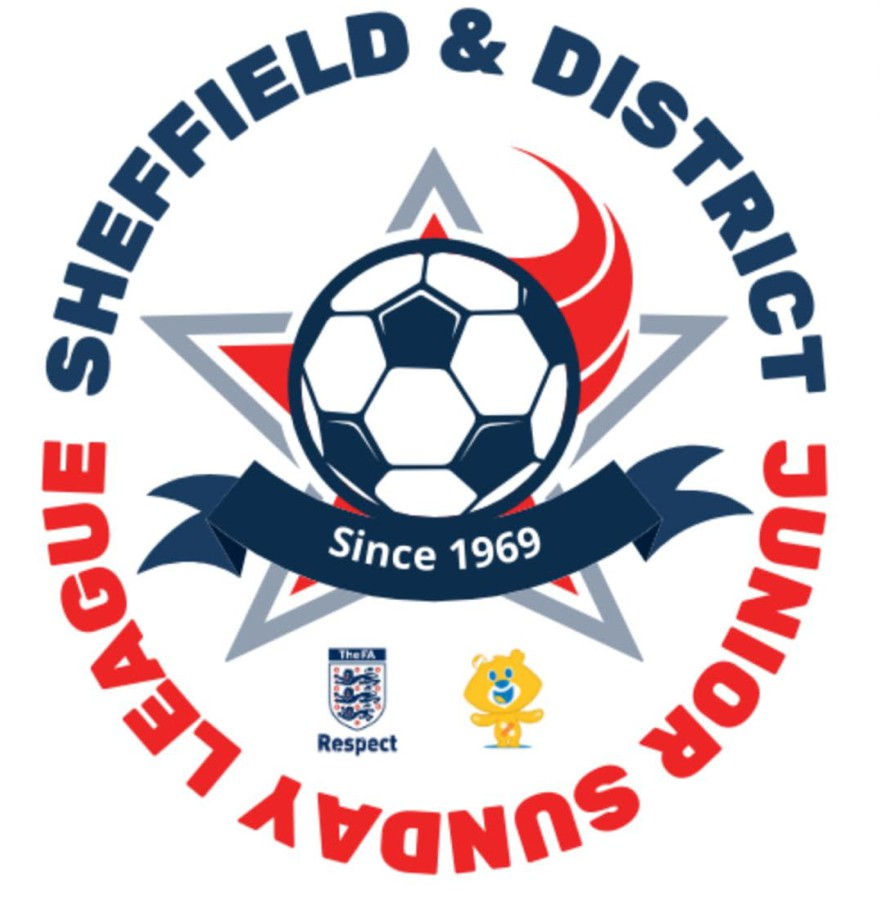 SHEFFIELD & DISTRICT
JUNIOR SUNDAY LEAGUE
Since 1969
The FA
Respect